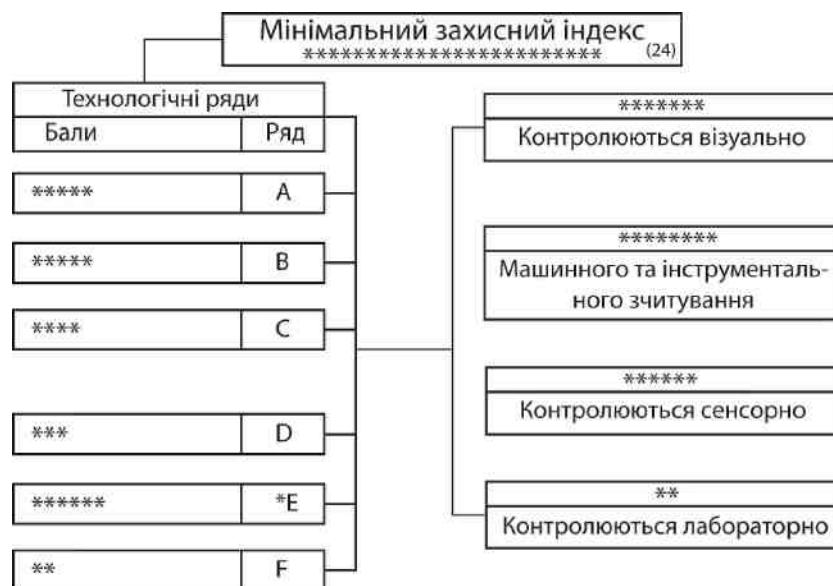 Мінімальний захисний індекс
************************ (24)
Технологічні ряди
Бали Ряд
***** A
***** B
**** C
*** D
****** *E
** F
*******
Контролюються візуально
********
Машинного та інструменталь-
ного зчитування
******
Контролюються сенсорно
**
Контролюються лабораторно